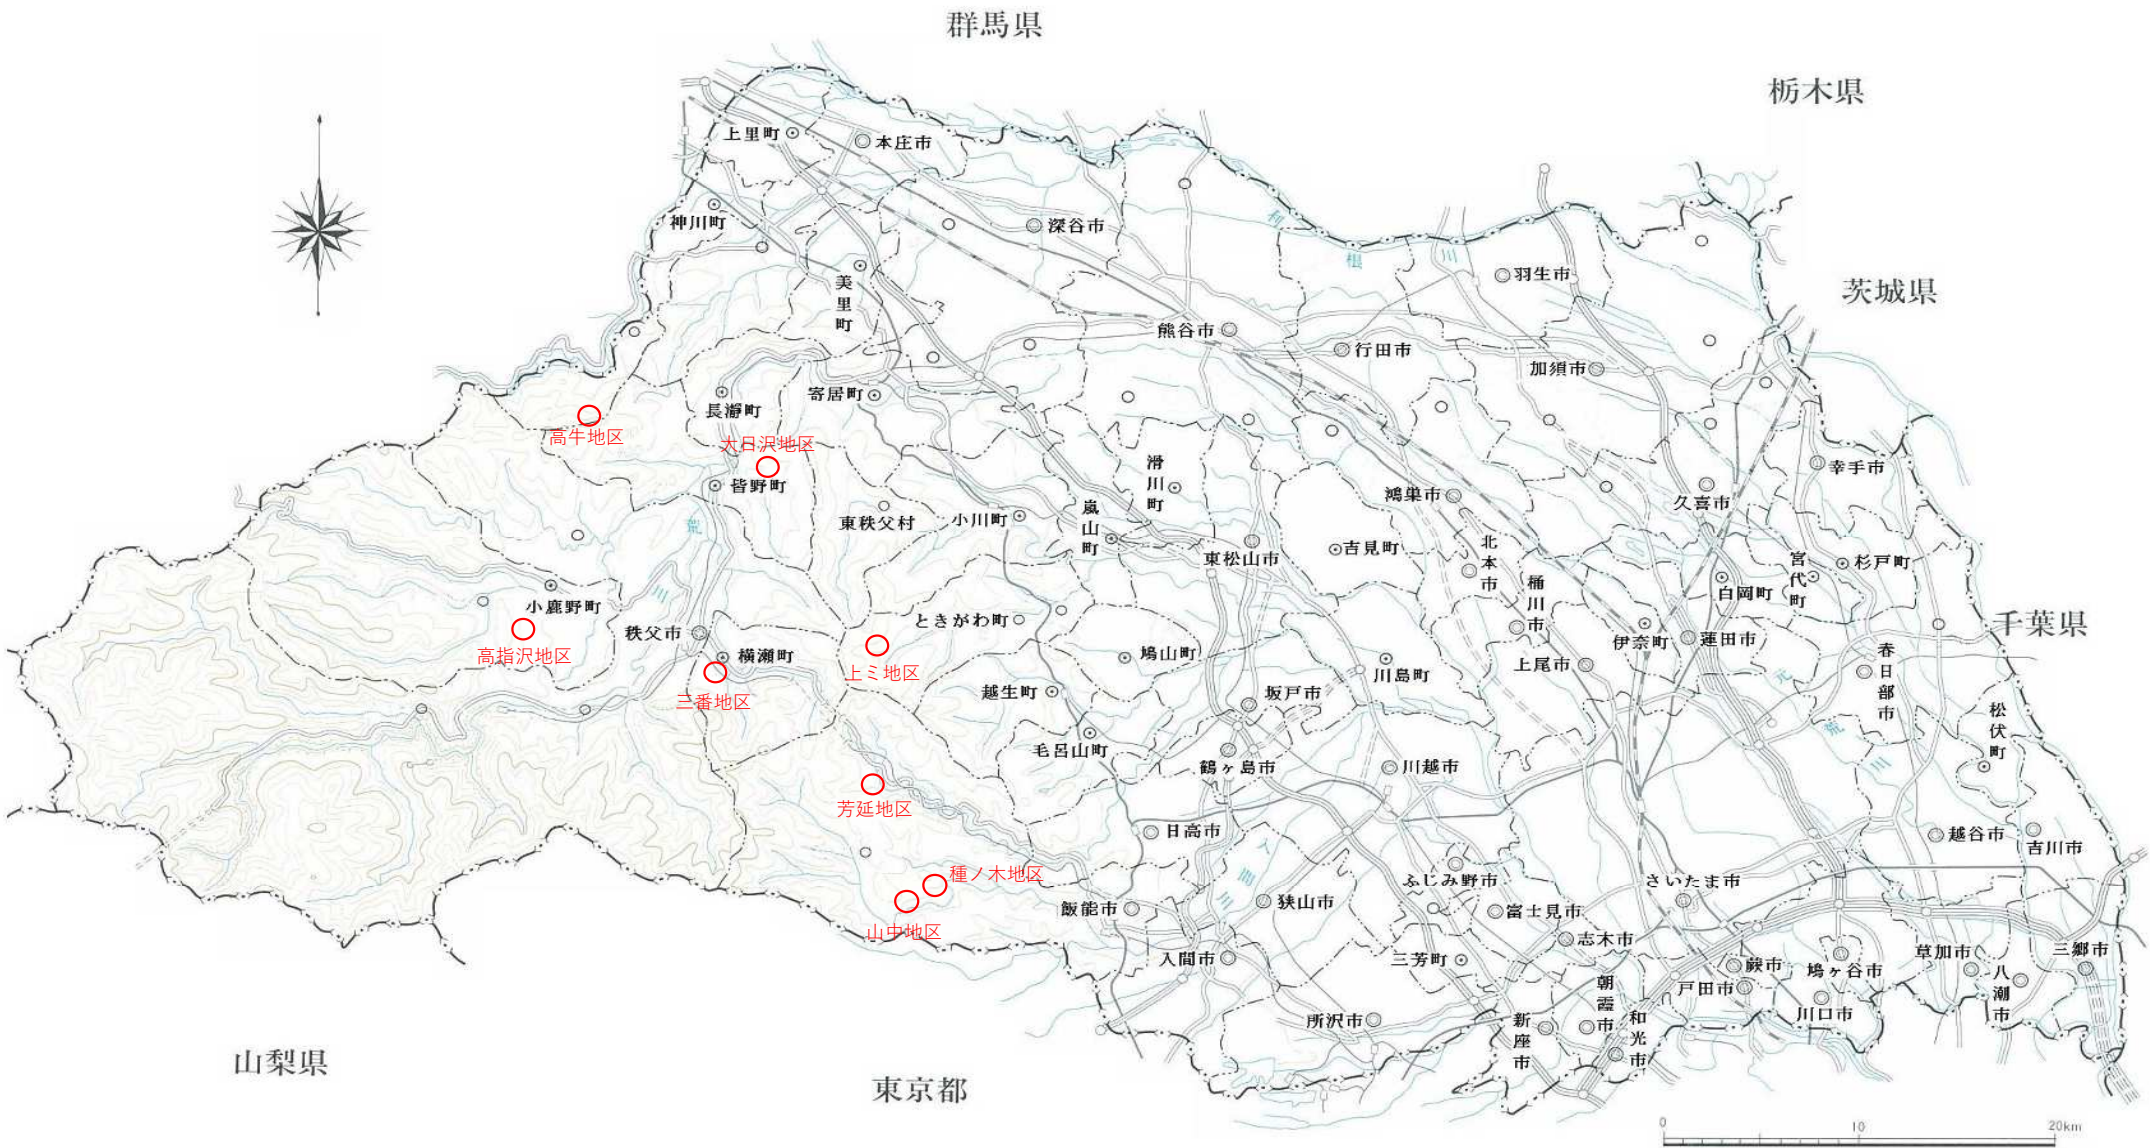 群馬県
栃木県
茨城県
千葉県
山梨県
東京都
上里町
本庄市
神川町
深谷市
美里町
利根川
羽生市
熊谷市
行田市
加須市
長瀞町
寄居町
高牛地区
大日沢地区
皆野町
滑川町
鴻巣市
久喜市
幸手市
荒川
東秩父村
小川町
嵐山町
東松山市
吉見町
北本市
桶川市
宮代町
杉戸町
白岡町
小鹿野町
高指沢地区
秩父市
横瀬町
三番地区
上ミ地区
ときがわ町
鳩山町
川島町
上尾市
伊奈町
蓮田市
春日部市
元荒川
松伏町
越生町
坂戸市
毛呂山町
鶴ヶ島市
川越市
芳延地区
日高市
入間川
越谷市
吉川市
種ノ木地区
山中地区
飯能市
狭山市
ふじみ野市
富士見市
さいたま市
入間市
三芳町
志木市
朝霞市
和光市
新座市
所沢市
蕨市
戸田市
鳩ヶ谷市
川口市
草加市
八潮市
三郷市
0 10 20km